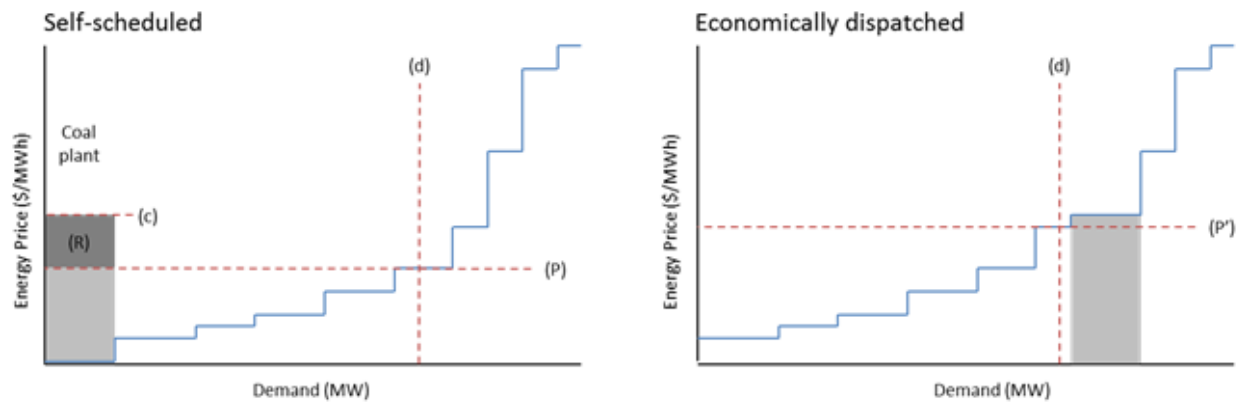 Self-scheduled
(d)
Coal
plant
(c)
(R)
(P)
Energy Price ($/MWh)
Demand (MW)
Economically dispatched
(d)
(P')
Energy Price ($/MWh)
Demand (MW)